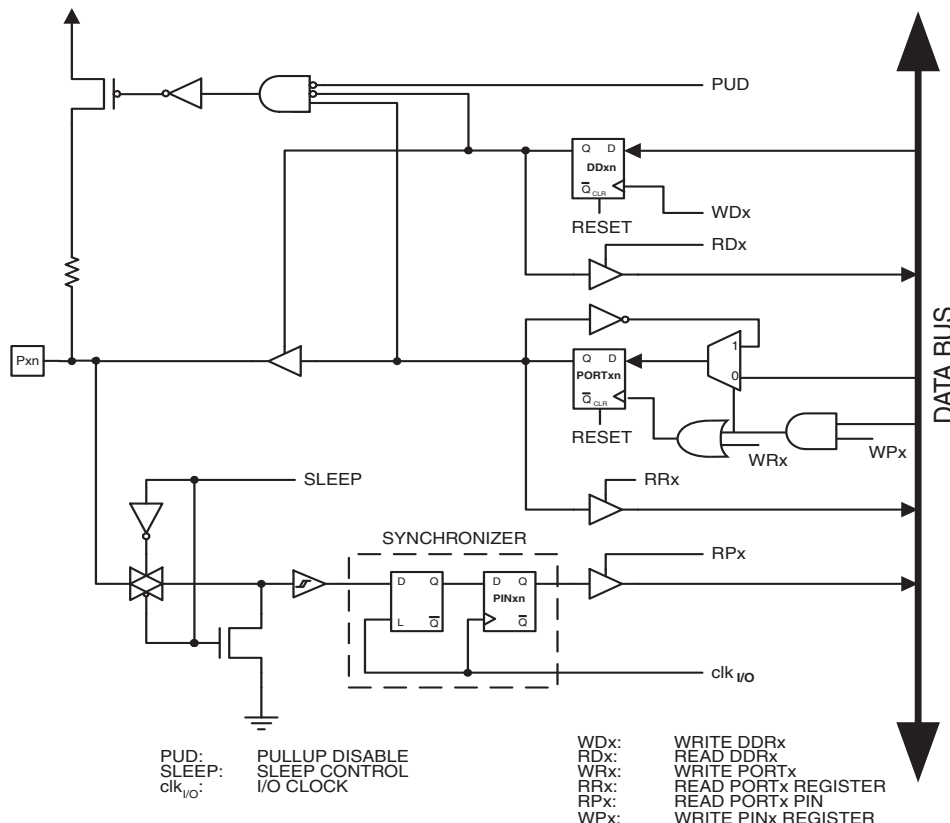 PUD
Q D
DDxn
Q CLR
WDx
RESET
RDx
1
Pxn
Q D
PORTxn
0
Q CLR
RESET
WRx
WPx
DATA BUS
SLEEP
RRx
SYNCHRONIZER
RPx
D Q
D Q
PINxn
L Q
Q
clk I/O
PUD: PULLUP DISABLE
SLEEP: SLEEP CONTROL
clkI/O: I/O CLOCK
WDx: WRITE DDRx
RDx: READ DDRx
WRx: WRITE PORTx
RRx: READ PORTx REGISTER
RPx: READ PORTx PIN
WPx: WRITE PINx REGISTER